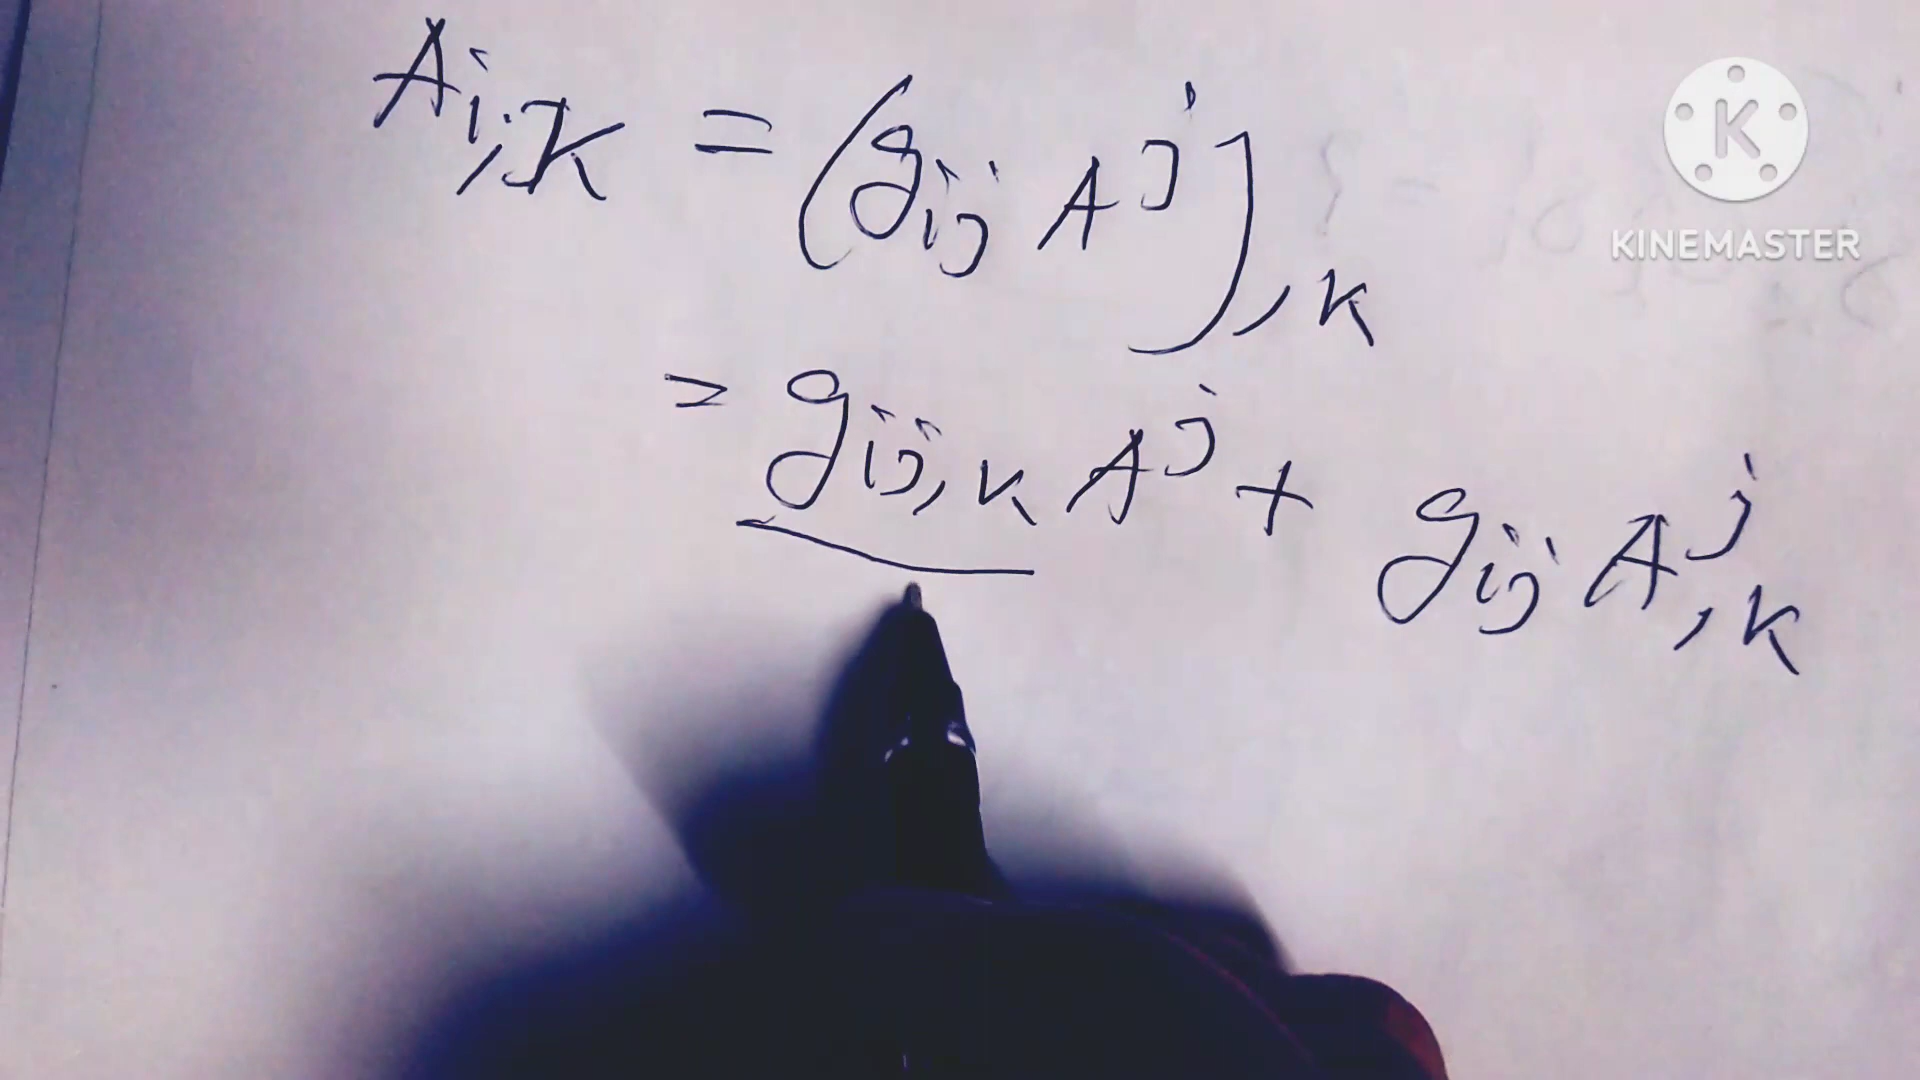 A_{i,K} = (g_{ij} A^j)_{,K}
= g_{ij,K} A^j + g_{ij} A^j_{,K}
K
KINEMASTER